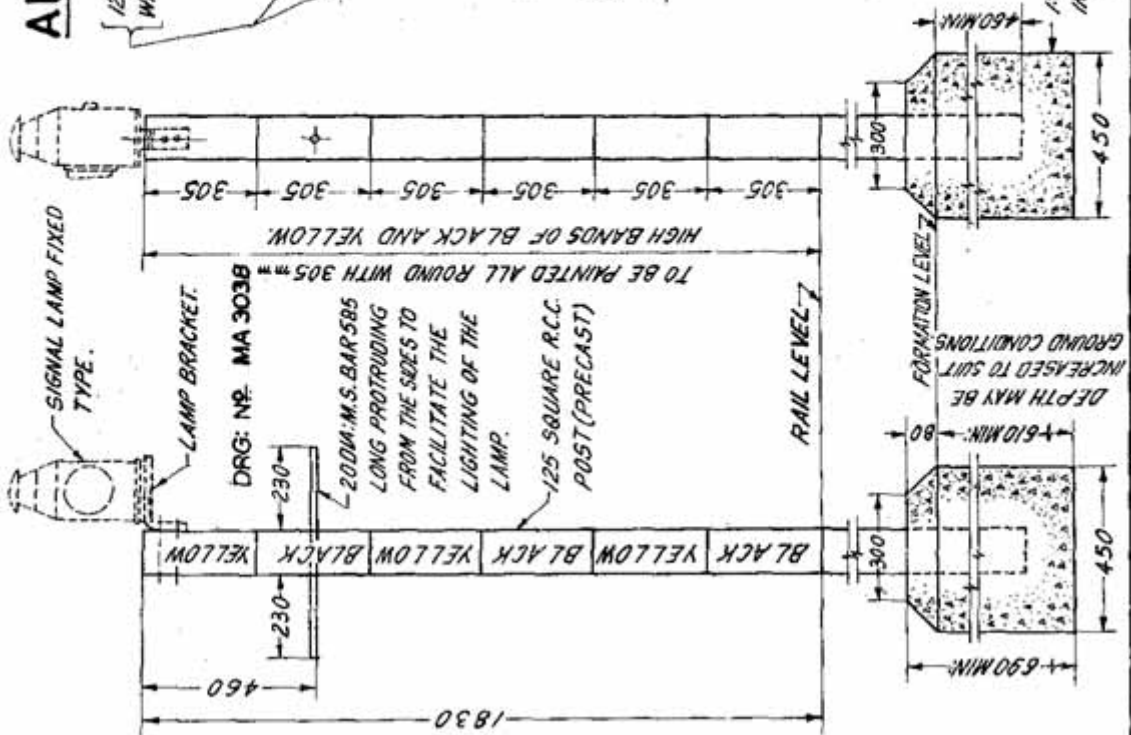 SIGNAL LAMP FIXED
TYPE.
LAMP BRACKET.
DRG: Nº MA 303B
20 DIA: M.S. BAR 585
LONG PROTRUDING
FROM THE SIDES TO
FACILITATE THE
LIGHTING OF THE
LAMP.
125 SQUARE R.C.C.
POST (PRECAST)
RAIL LEVEL
TO BE PAINTED ALL ROUND WITH 305 mm
HIGH BANDS OF BLACK AND YELLOW.
305
305
305
305
305
305
YELLOW
BLACK
YELLOW
BLACK
YELLOW
BLACK
230
230
460
1830
FORMATION LEVEL
DEPTH MAY BE
INCREASED TO SUIT
GROUND CONDITIONS
80
610 MIN:
690 MIN:
300
450
460 MIN:
300
450
12